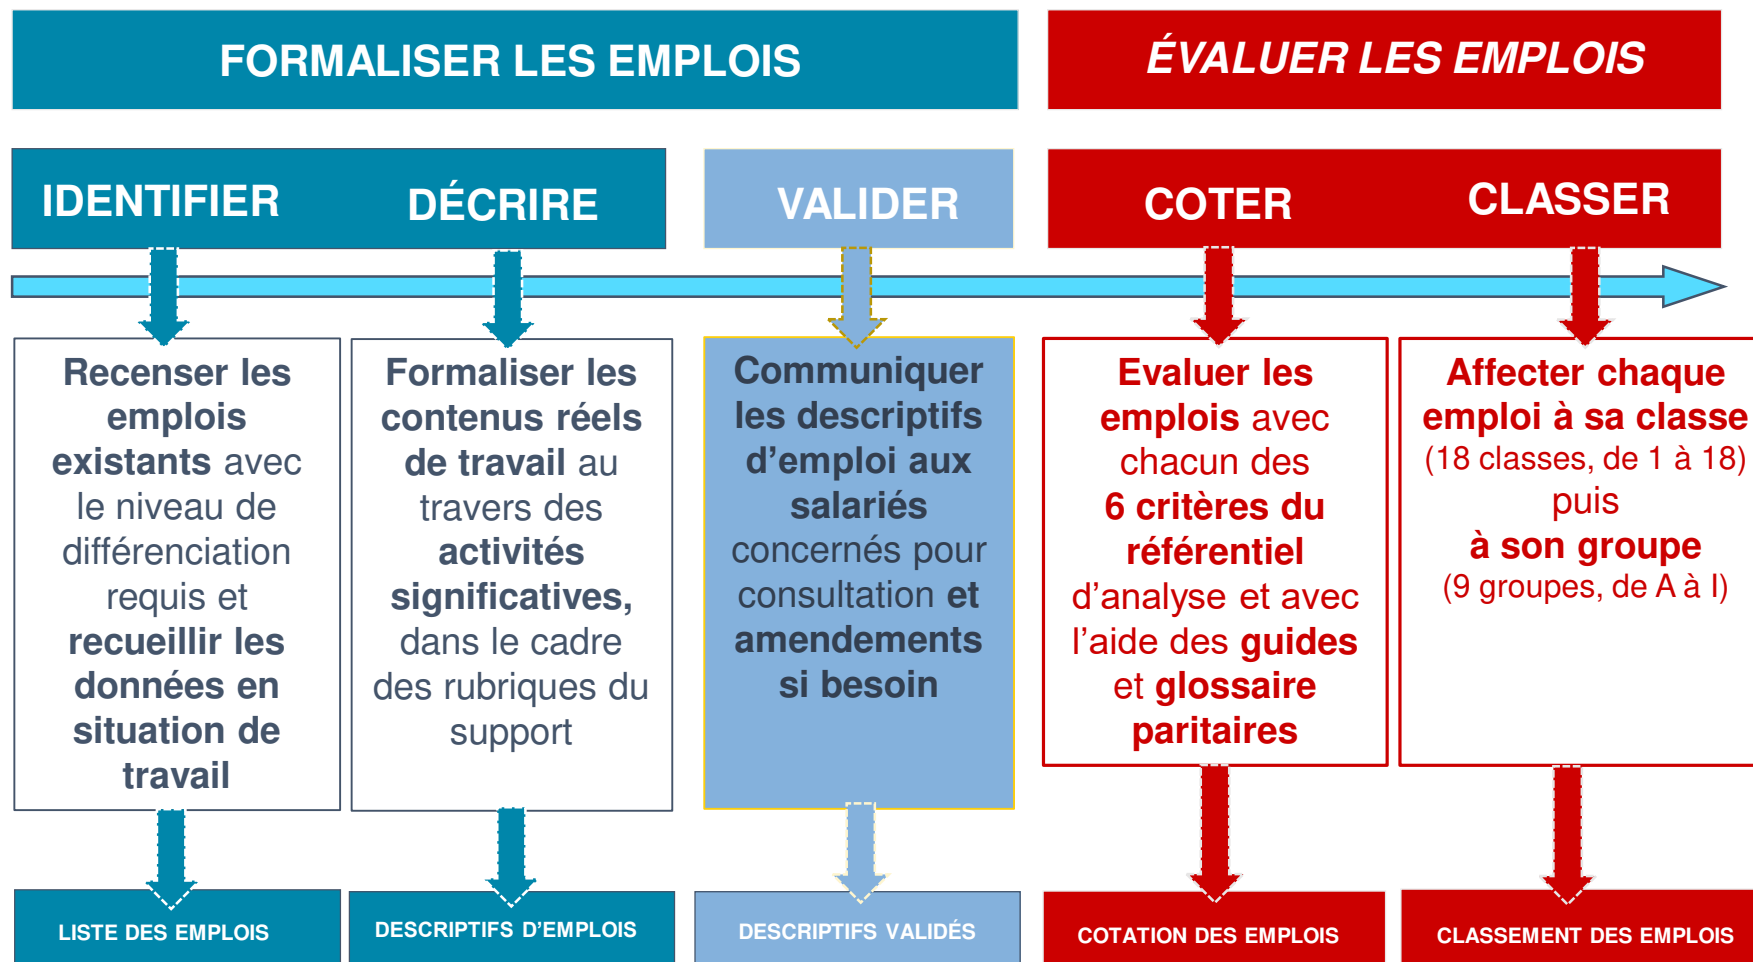 FORMALISER LES EMPLOIS
ÉVALUER LES EMPLOIS
IDENTIFIER
DÉCRIRE
VALIDER
COTER
CLASSER
Recenser les
emplois
existants avec
le niveau de
différenciation
requis et
recueillir les
données en
situation de
travail
Formaliser les
contenus réels
de travail au
travers des
activités
significatives,
dans le cadre
des rubriques du
support
Communiquer
les descriptifs
d’emploi aux
salariés
concernés pour
consultation et
amendements
si besoin
Evaluer les
emplois avec
chacun des
6 critères du
référentiel
d’analyse et avec
l’aide des guides
et glossaire
paritaires
Affecter chaque
emploi à sa classe
(18 classes, de 1 à 18)
puis
à son groupe
(9 groupes, de A à I)
LISTE DES EMPLOIS
DESCRIPTIFS D’EMPLOIS
DESCRIPTIFS VALIDÉS
COTATION DES EMPLOIS
CLASSEMENT DES EMPLOIS